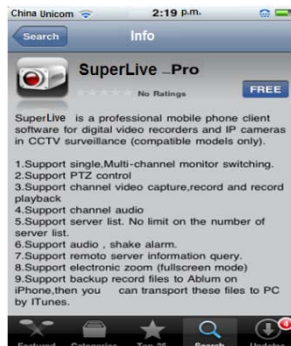 China Unicom 2:19 p.m.
Search Info
SuperLive -Pro
No Ratings FREE
SuperLive is a professional mobile phone client
software for digital video recorders and IP cameras
in CCTV surveillance (compatible models only).
1.Support single,Multi-channel monitor switching.
2.Support PTZ control
3.Support channel video capture,record and record
playback
4.Support channel audio
5.Support server list. No limit on the number of
server list.
6.Support audio , shake alarm.
7.Support remoto server information query.
8.Support electronic zoom (fullscreen mode)
9.Support backup record files to Ablum on
iPhone,then you can transport these files to PC
by ITunes.
4
Featured Categories Top 25 Search Updates